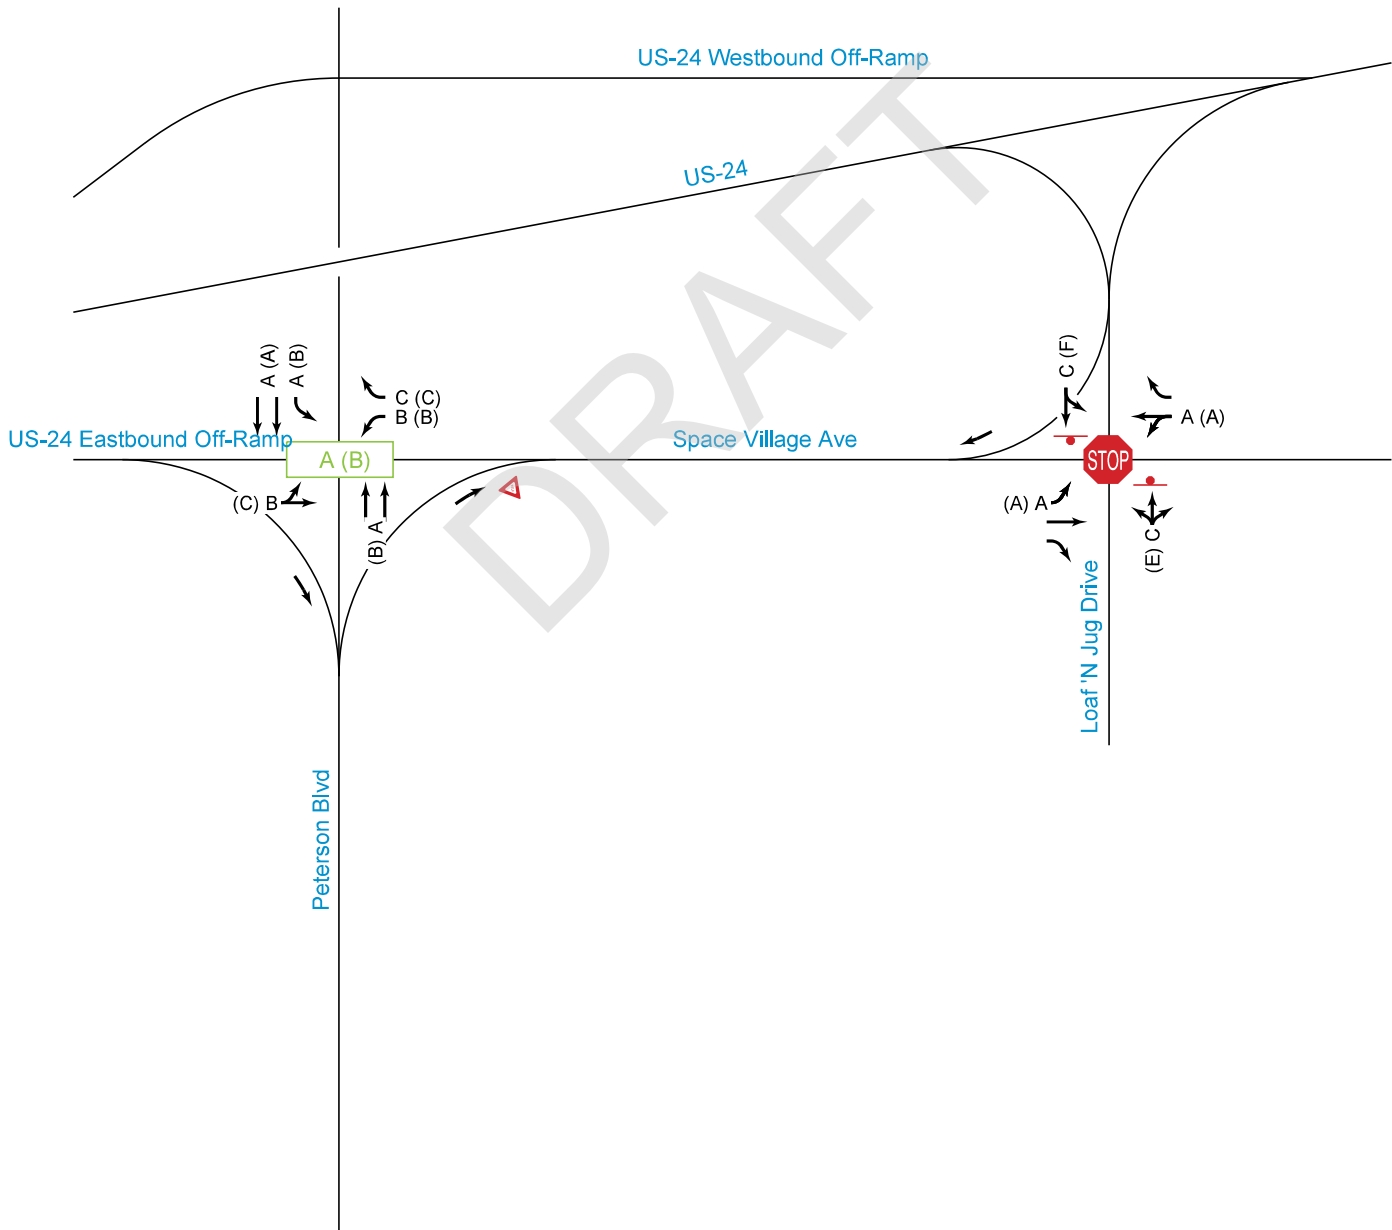 US-24 Westbound Off-Ramp
US-24
DRAFT
A (A)
A (B)
C (C)
B (B)
C (F)
A (A)
US-24 Eastbound Off-Ramp
A (B)
Space Village Ave
STOP
(C) B
(B) A
(A) A
(E) C
Loaf 'N Jug Drive
Peterson Blvd